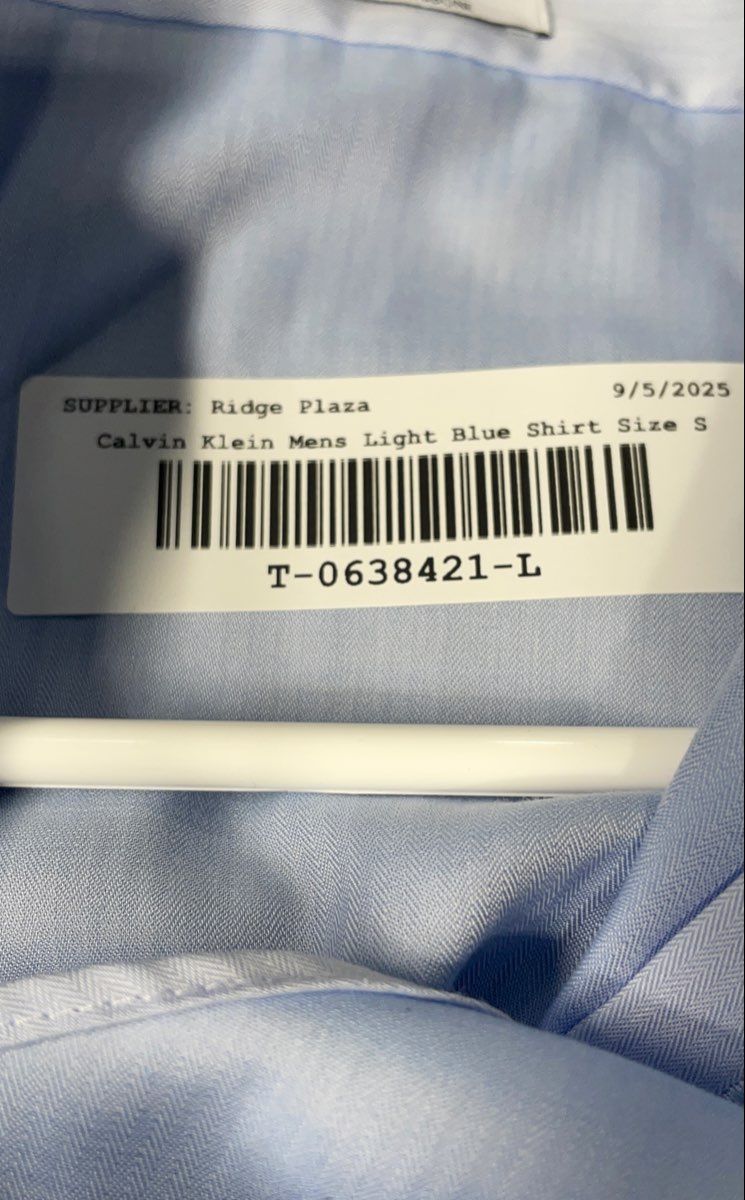 SUPPLIER: Ridge Plaza
9/5/2025
Calvin Klein Mens Light Blue Shirt Size S
T-0638421-L